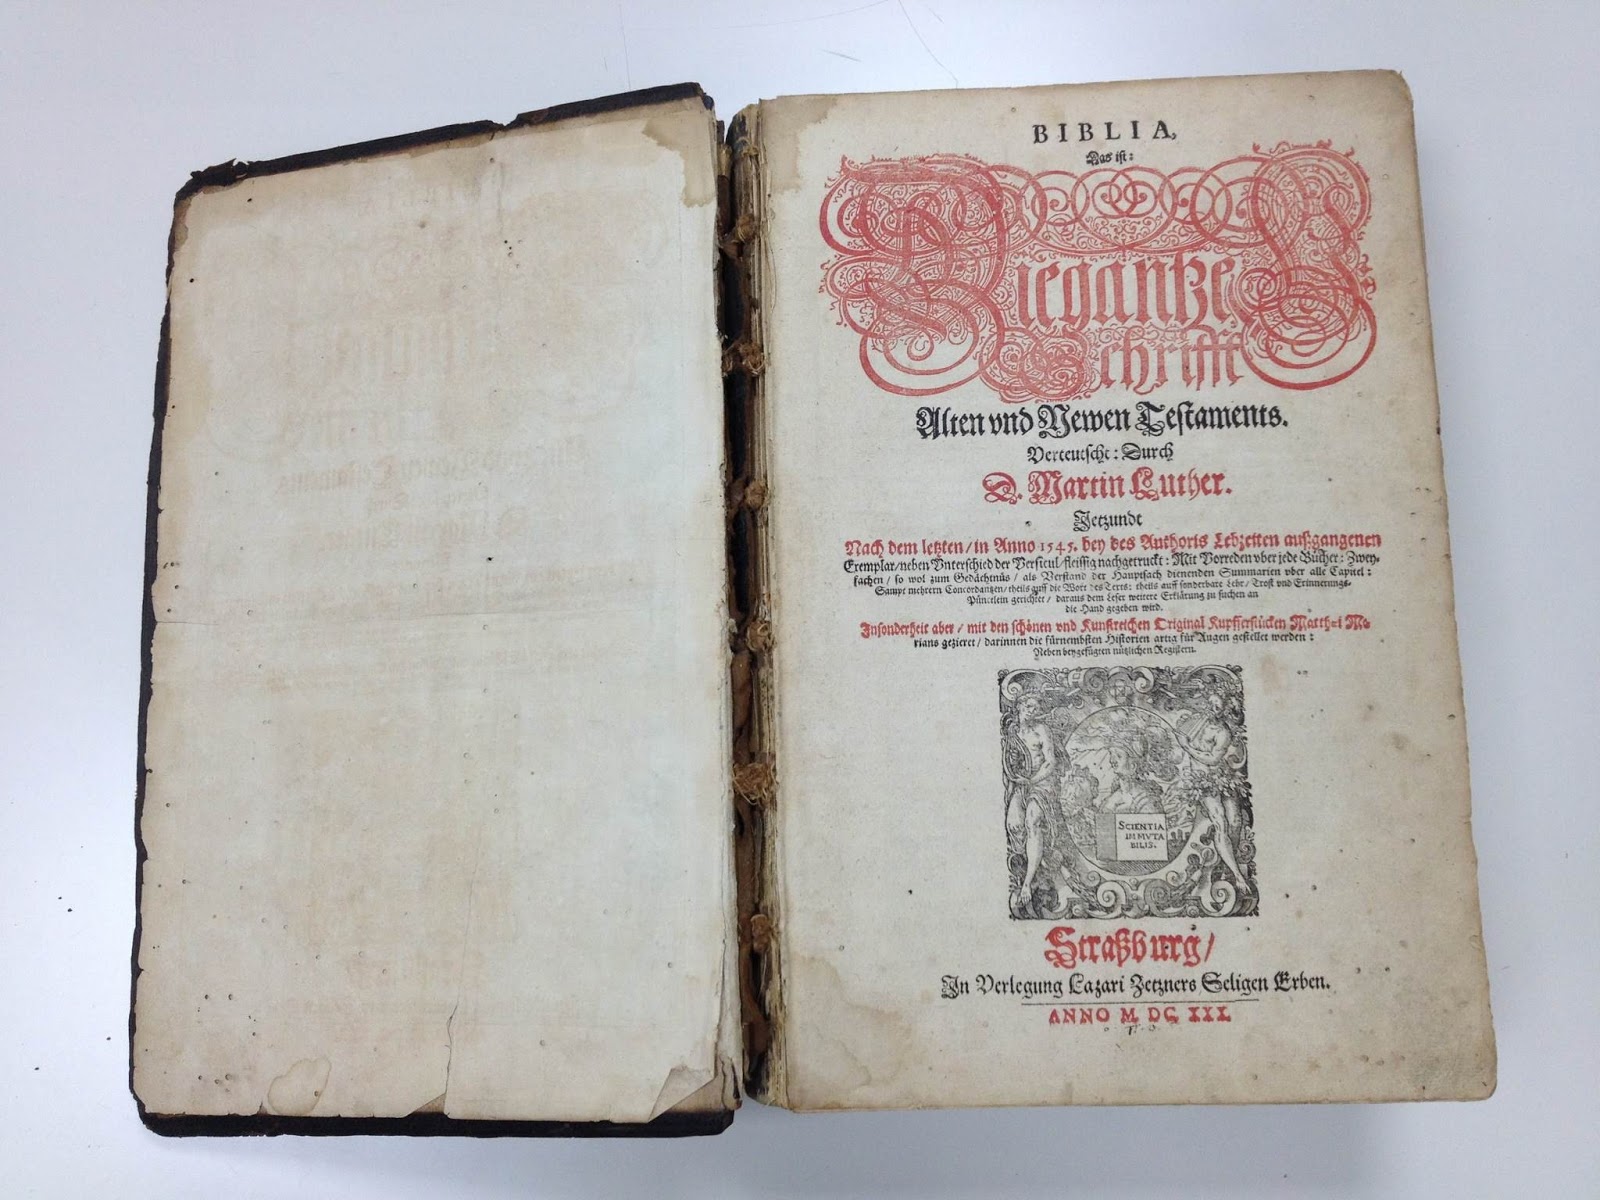 BIBLIA,
Das ist:
Die gantze H.
Schrifft
Alten vnd Newen Testaments.
Verteutscht: Durch
D. Martin Luther.
Jetzundt
Nach dem letzten/ in Anno 1545. bey des Authoris Lebzeiten außgangenen
Exemplar/ neben Vnterschied der Versicul/ fleissig nachgetruckt: Mit Vorreden vber jede Bücher: Zwey-
fachen/ so wol zum Gedächtnüs/ als Verstand der Hauptsach dienenden Summarien vber alle Capitel:
Sampt mehrern Concordantzen/ theils auff die Wort des Texts: theils auff sonderbare Lehr/ Trost vnd Erinnerungs-
Pünctlein gerichtet/ daraus dem Leser weitere Erklärung zu suchen an
die Hand gegeben wird.
Insonderheit aber/ mit den schönen vnd Kunstreichen Original Kupfferstücken Matthæi Me-
rians gezieret/ darinnen die fürnembsten Historien artig für Augen gestellet werden:
Neben beygefügten nützlichen Registern.
SCIENTIA
IMMVTA
BILIS.
Straßburg/
In Verlegung Lazari Zetzners Seligen Erben.
ANNO M. DC. XXX.